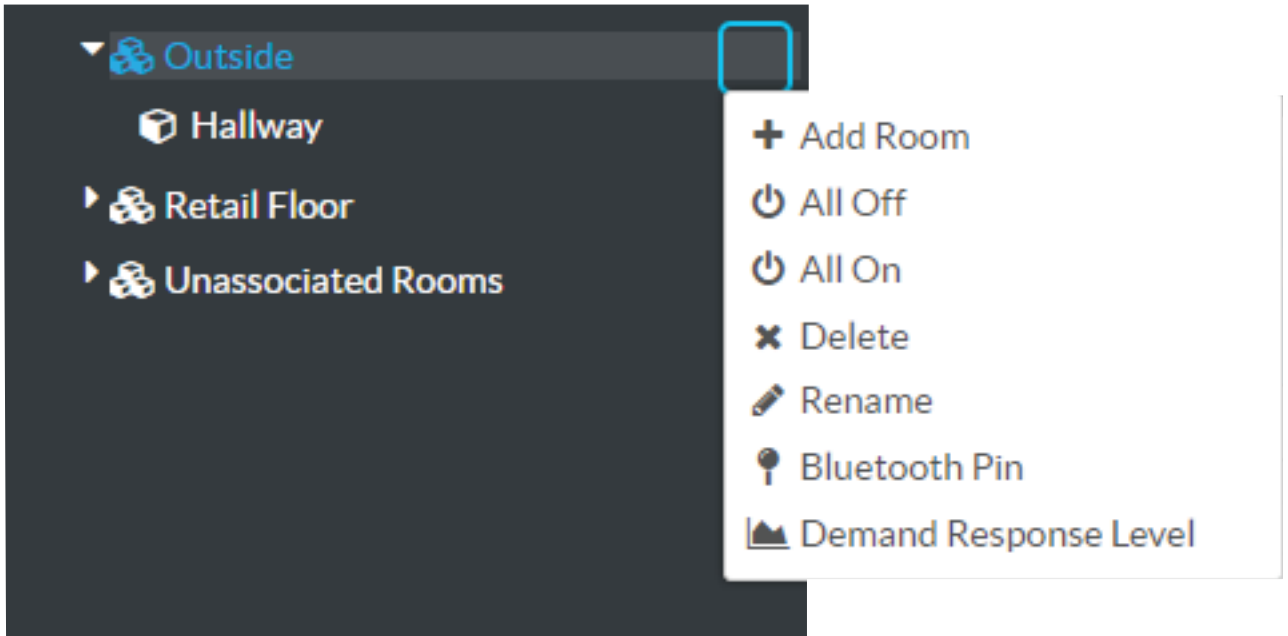 Outside
Hallway
Retail Floor
Unassociated Rooms
Add Room
All Off
All On
Delete
Rename
Bluetooth Pin
Demand Response Level